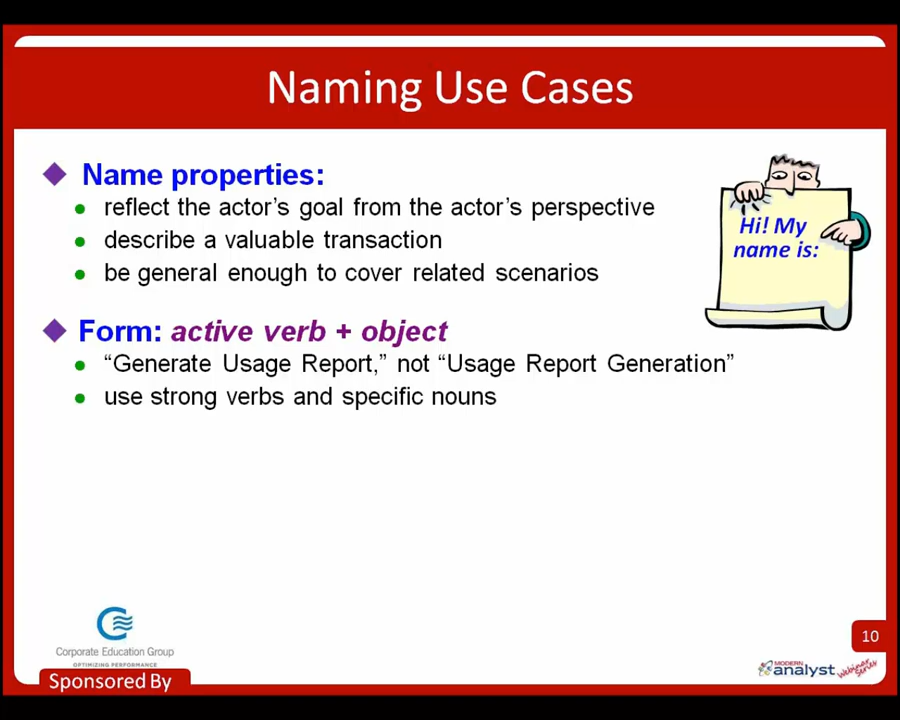 Naming Use Cases
Name properties:
reflect the actor's goal from the actor's perspective
describe a valuable transaction
be general enough to cover related scenarios
Hi! My
name is:
Form: active verb + object
“Generate Usage Report,” not “Usage Report Generation”
use strong verbs and specific nouns
Corporate Education Group
OPTIMIZING PERFORMANCE
Sponsored By
10
MODERN
analyst
Webinar
Series